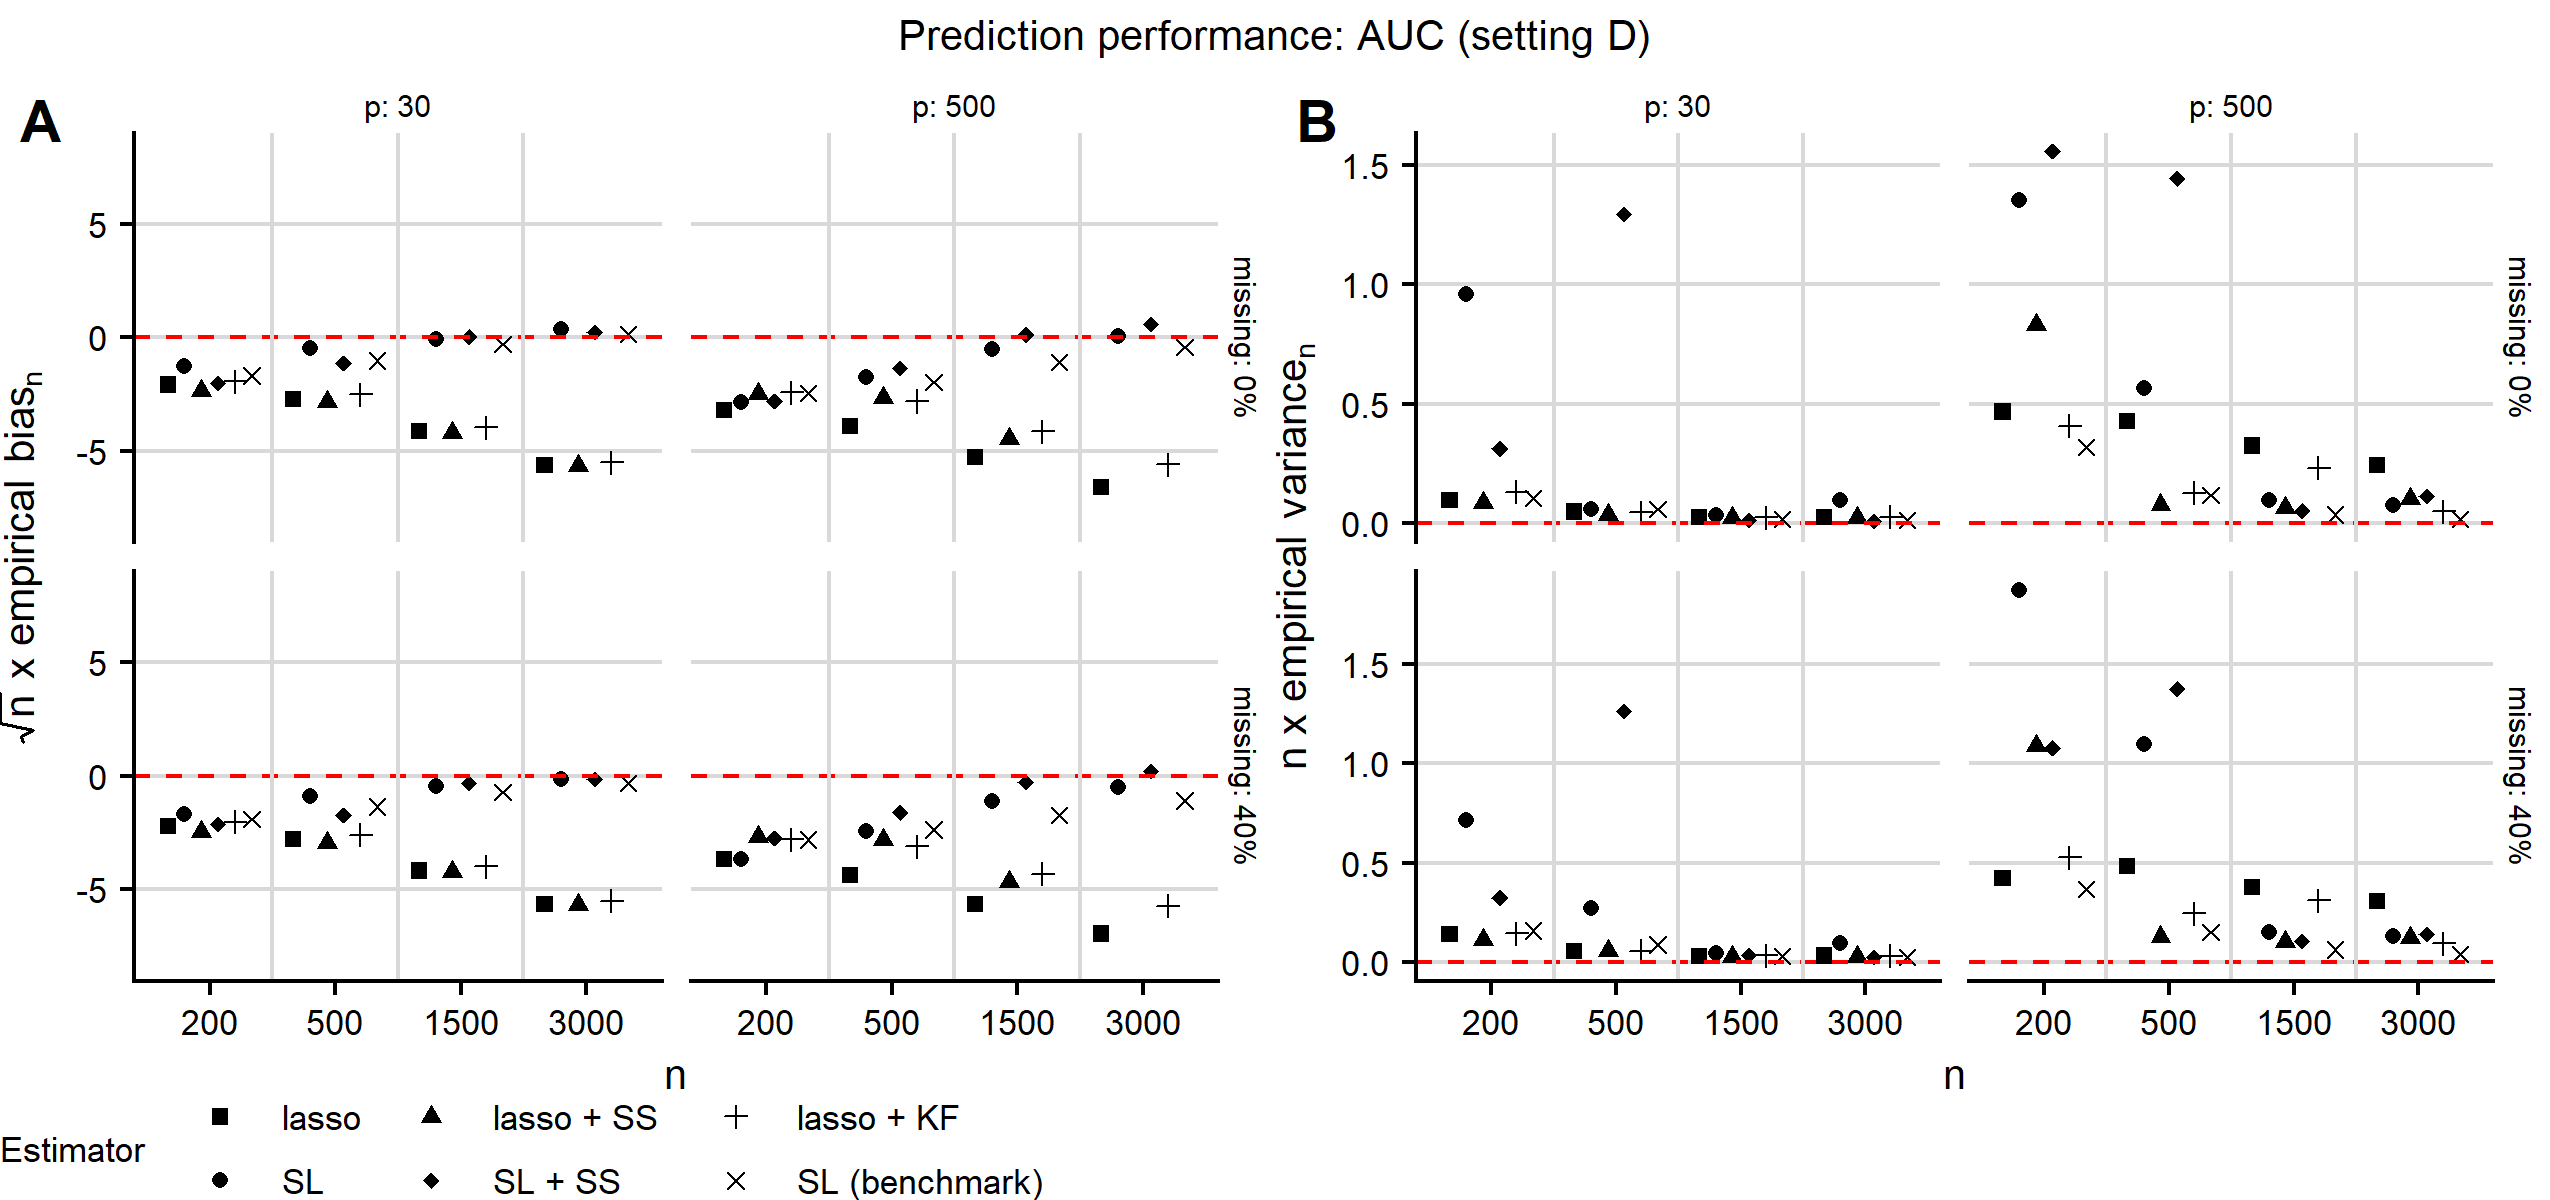 Prediction performance: AUC (setting D)
A
p: 30
p: 500
5
0
-5
missing: 0%
5
0
-5
missing: 40%
√n x empirical biasₙ
200
500
1500
3000
200
500
1500
3000
n
B
p: 30
p: 500
1.5
1.0
0.5
0.0
missing: 0%
1.5
1.0
0.5
0.0
missing: 40%
n x empirical varianceₙ
200
500
1500
3000
200
500
1500
3000
n
Estimator
lasso
lasso + SS
lasso + KF
SL
SL + SS
SL (benchmark)